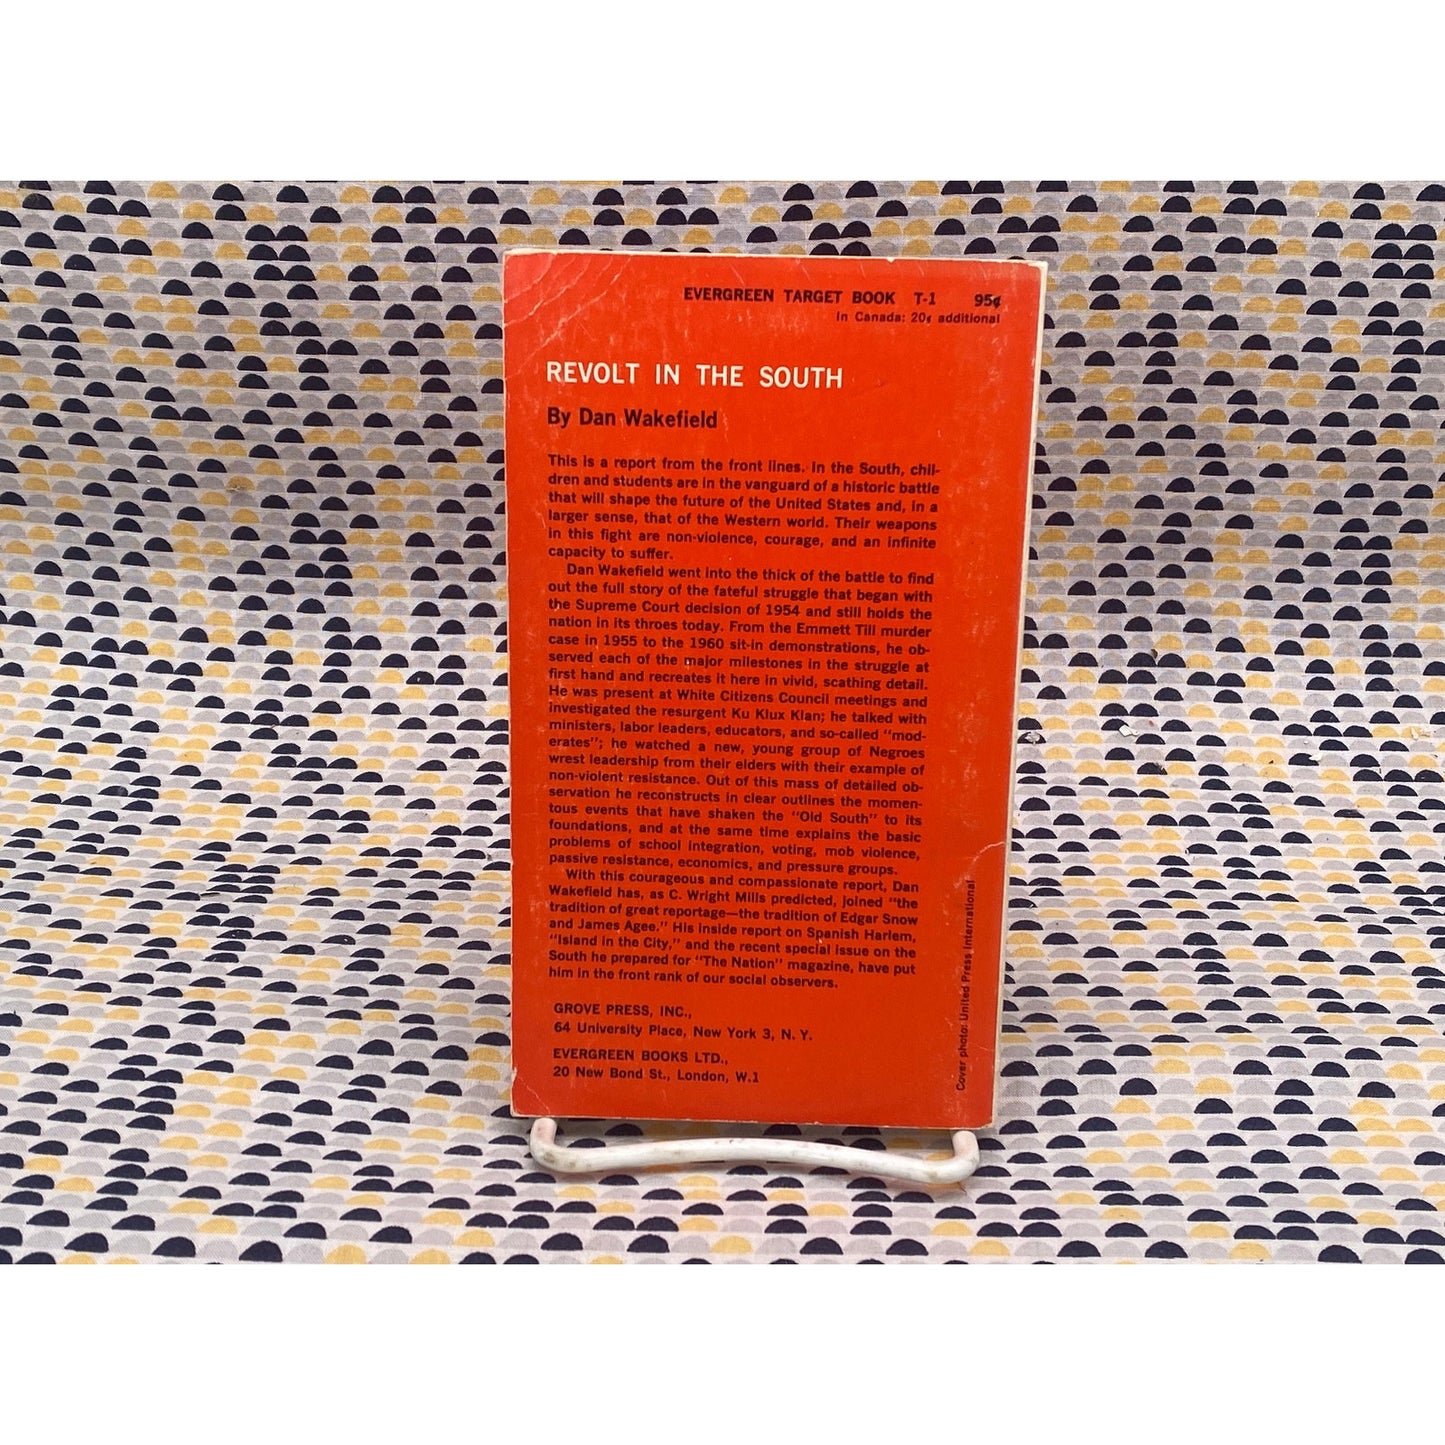 EVERGREEN TARGET BOOK T-1 95¢
In Canada: 20¢ additional
REVOLT IN THE SOUTH
By Dan Wakefield
This is a report from the front lines. In the South, chil-
dren and students are in the vanguard of a historic battle
that will shape the future of the United States and, in a
larger sense, that of the Western world. Their weapons
in this fight are non-violence, courage, and an infinite
capacity to suffer.
Dan Wakefield went into the thick of the battle to find
out the full story of the fateful struggle that began with
the Supreme Court decision of 1954 and still holds the
nation in its throes today. From the Emmett Till murder
case in 1955 to the 1960 sit-in demonstrations, he ob-
served each of the major milestones in the struggle at
first hand and recreates it here in vivid, scathing detail.
He was present at White Citizens Council meetings and
investigated the resurgent Ku Klux Klan; he talked with
ministers, labor leaders, educators, and so-called "mod-
erates"; he watched a new, young group of Negroes
wrest leadership from their elders with their example of
non-violent resistance. Out of this mass of detailed ob-
servation he reconstructs in clear outlines the momen-
tous events that have shaken the "Old South" to its
foundations, and at the same time explains the basic
problems of school integration, voting, mob violence,
passive resistance, economics, and pressure groups.
With this courageous and compassionate report, Dan
Wakefield has, as C. Wright Mills predicted, joined "the
tradition of great reportage—the tradition of Edgar Snow
and James Agee." His inside report on Spanish Harlem,
"Island in the City," and the recent special issue on the
South he prepared for "The Nation" magazine, have put
him in the front rank of our social observers.
GROVE PRESS, INC.,
64 University Place, New York 3, N. Y.
EVERGREEN BOOKS LTD.,
20 New Bond St., London, W.1
Cover photo: United Press International